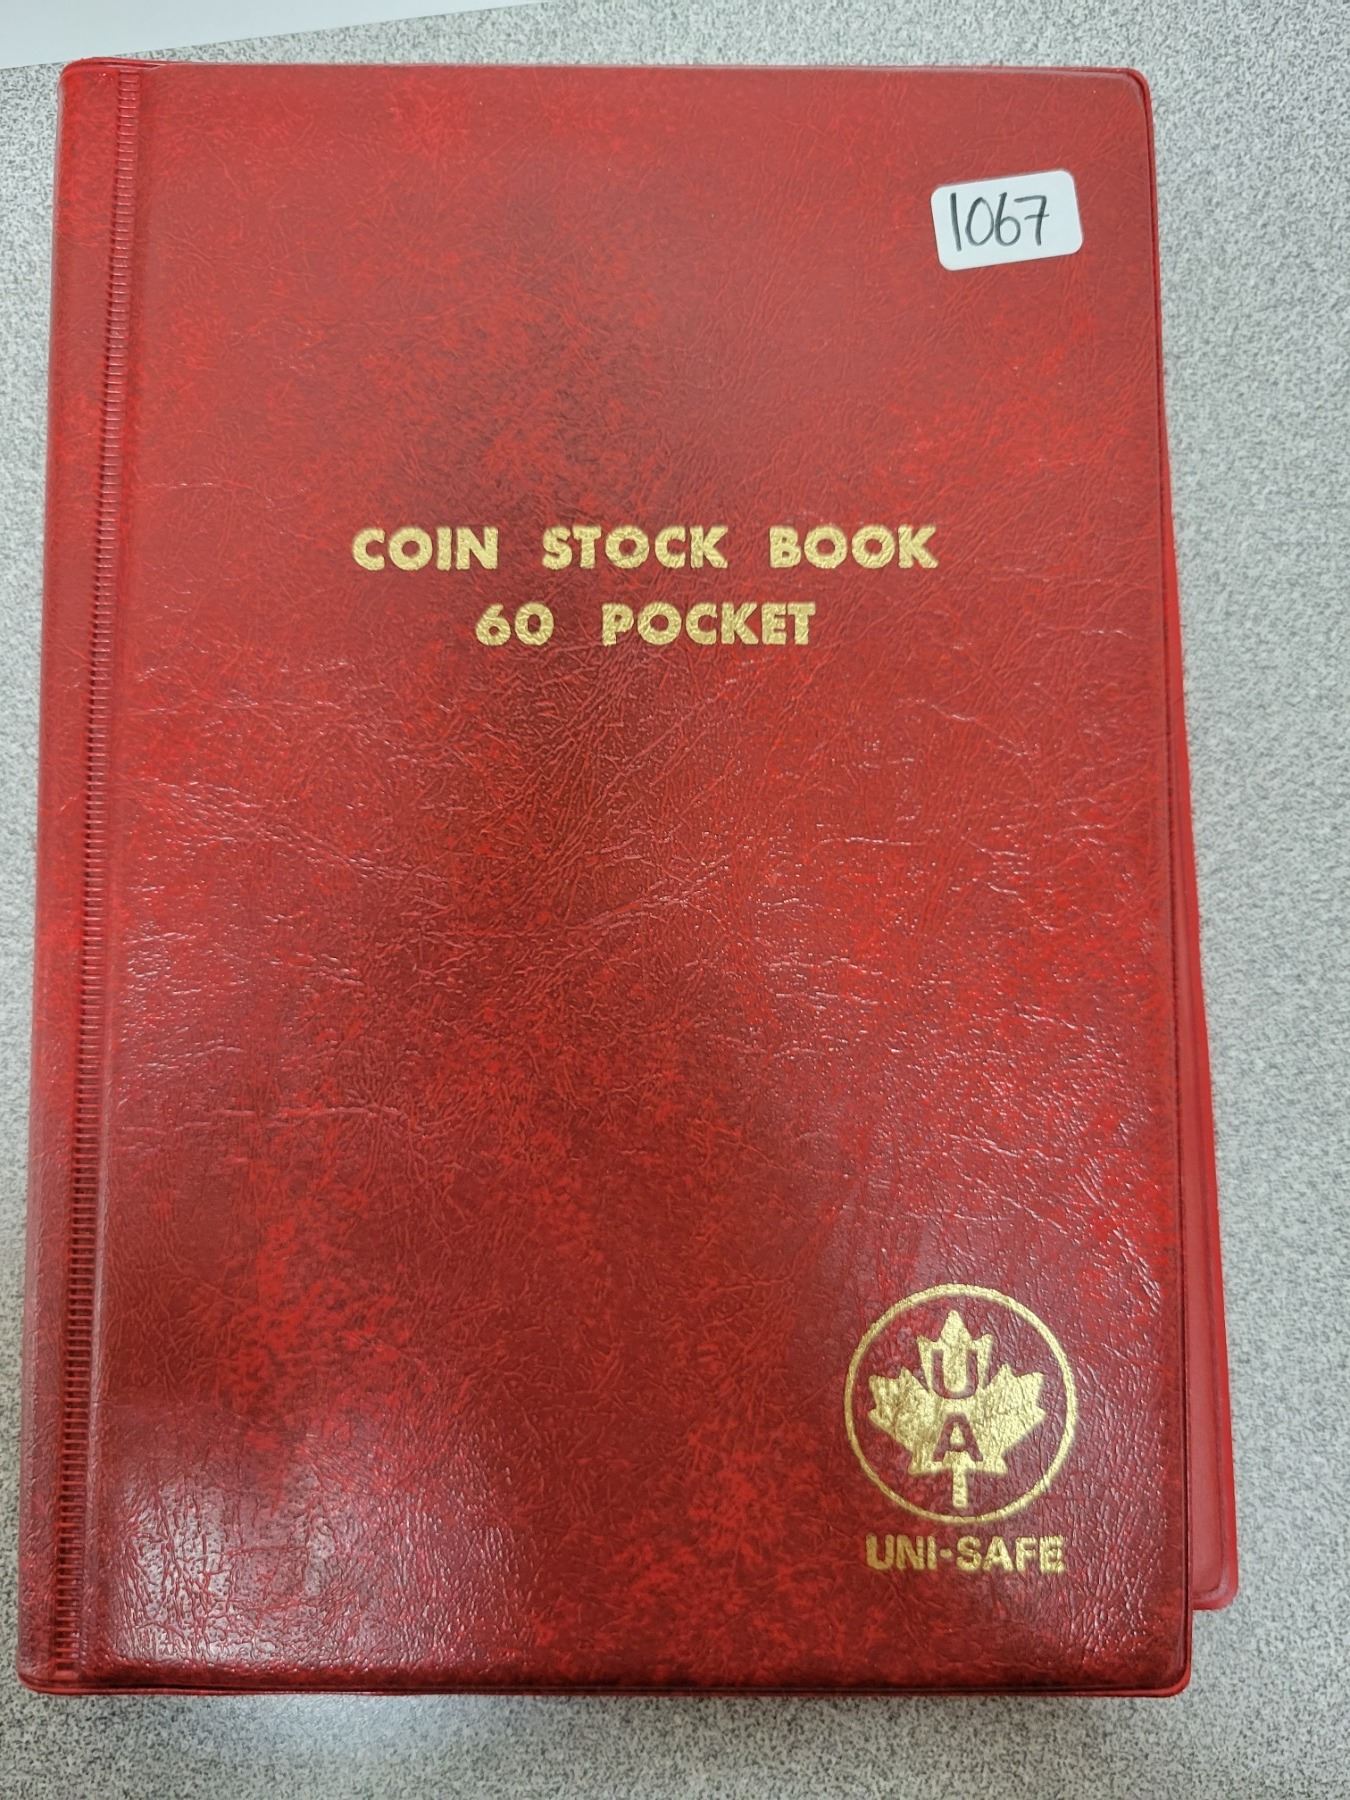 1067
COIN STOCK BOOK
60 POCKET
U
A
UNI-SAFE